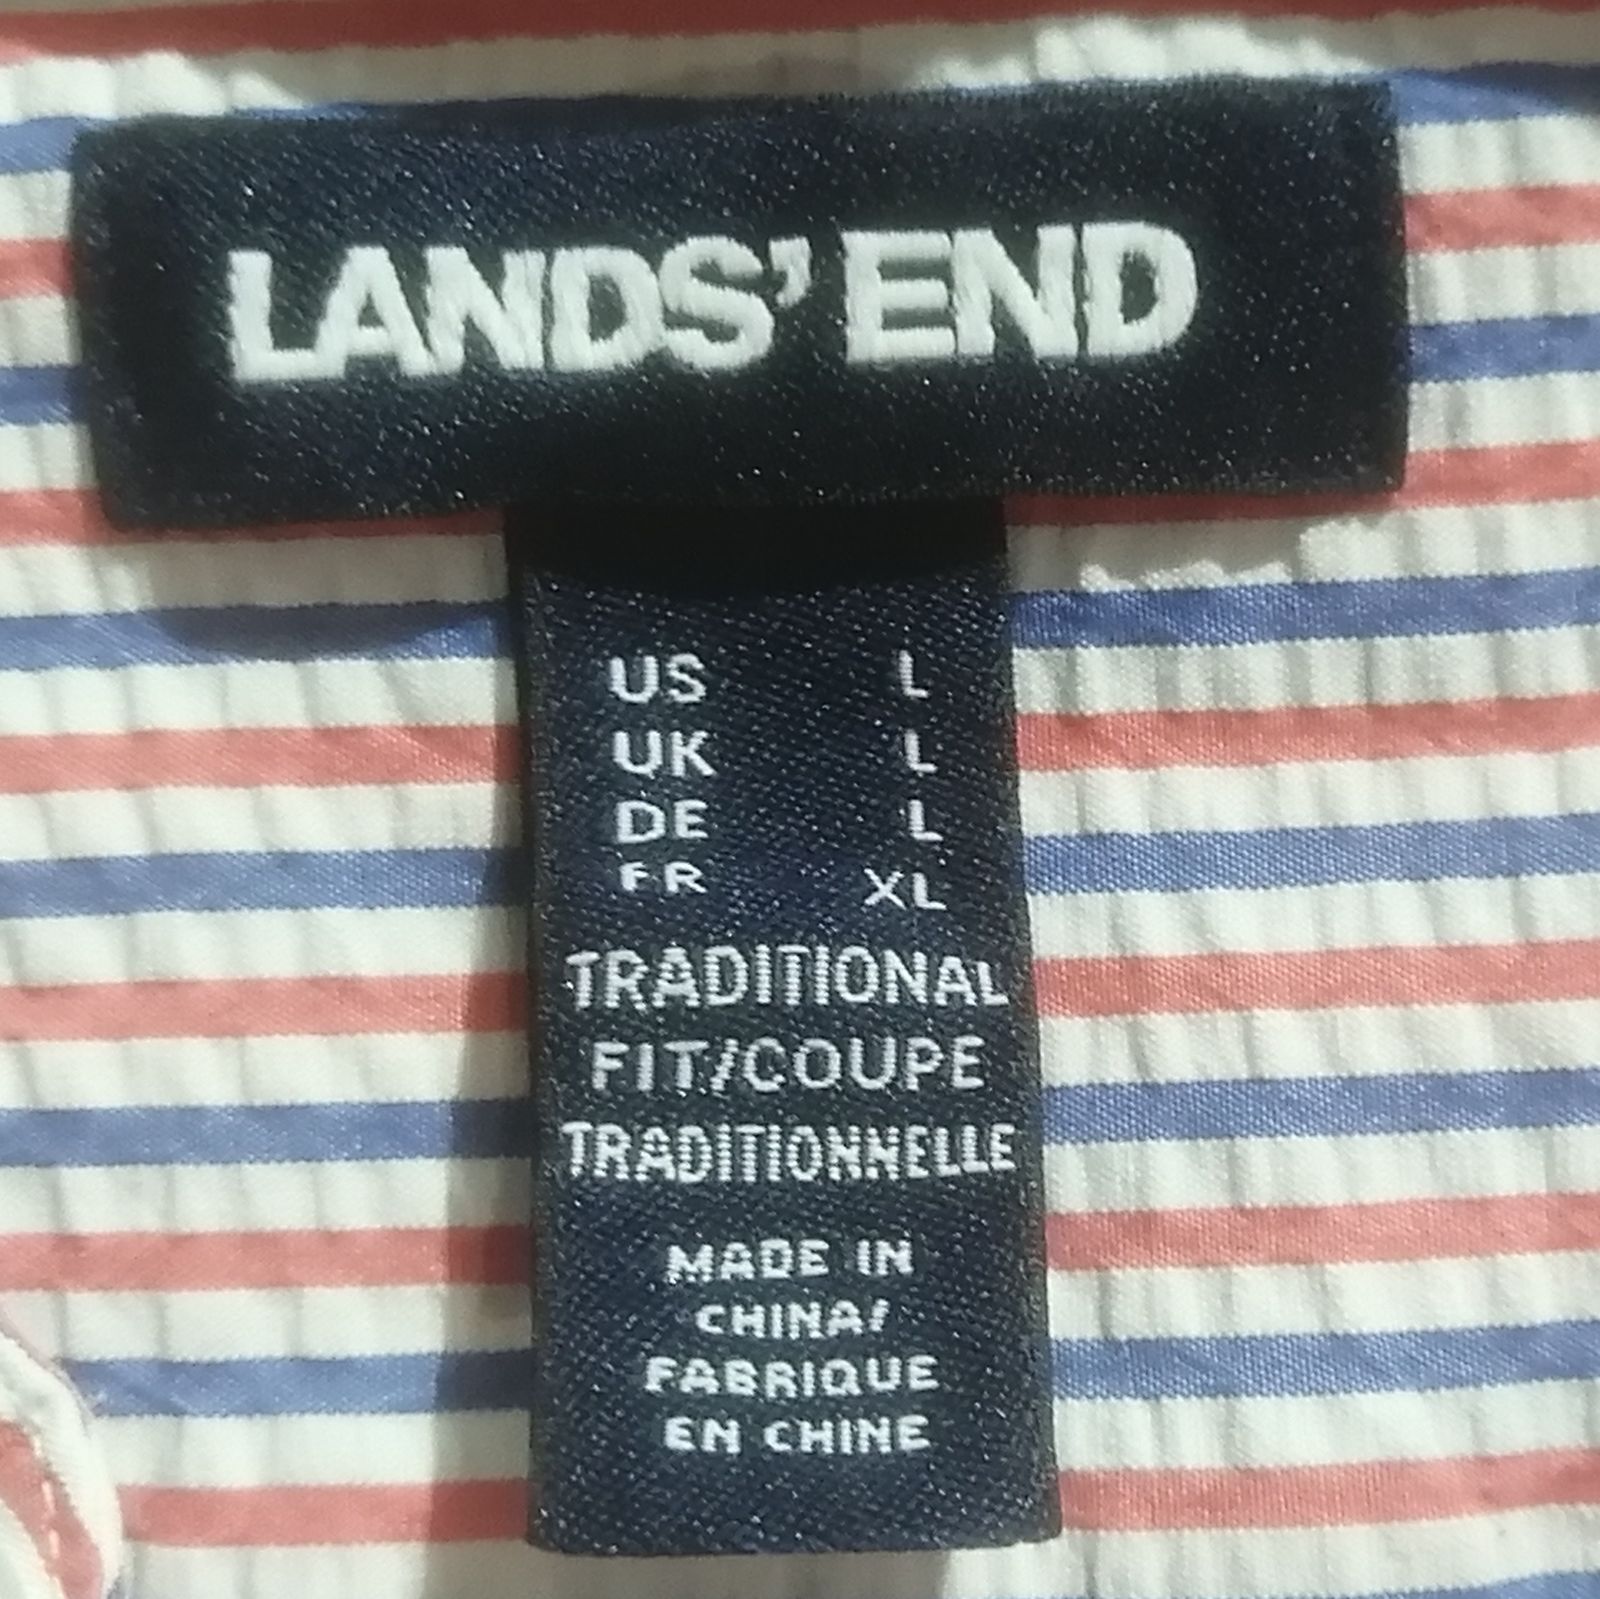 LANDS' END
US L
UK L
DE L
FR XL
TRADITIONAL
FIT/COUPE
TRADITIONNELLE
MADE IN
CHINA/
FABRIQUE
EN CHINE